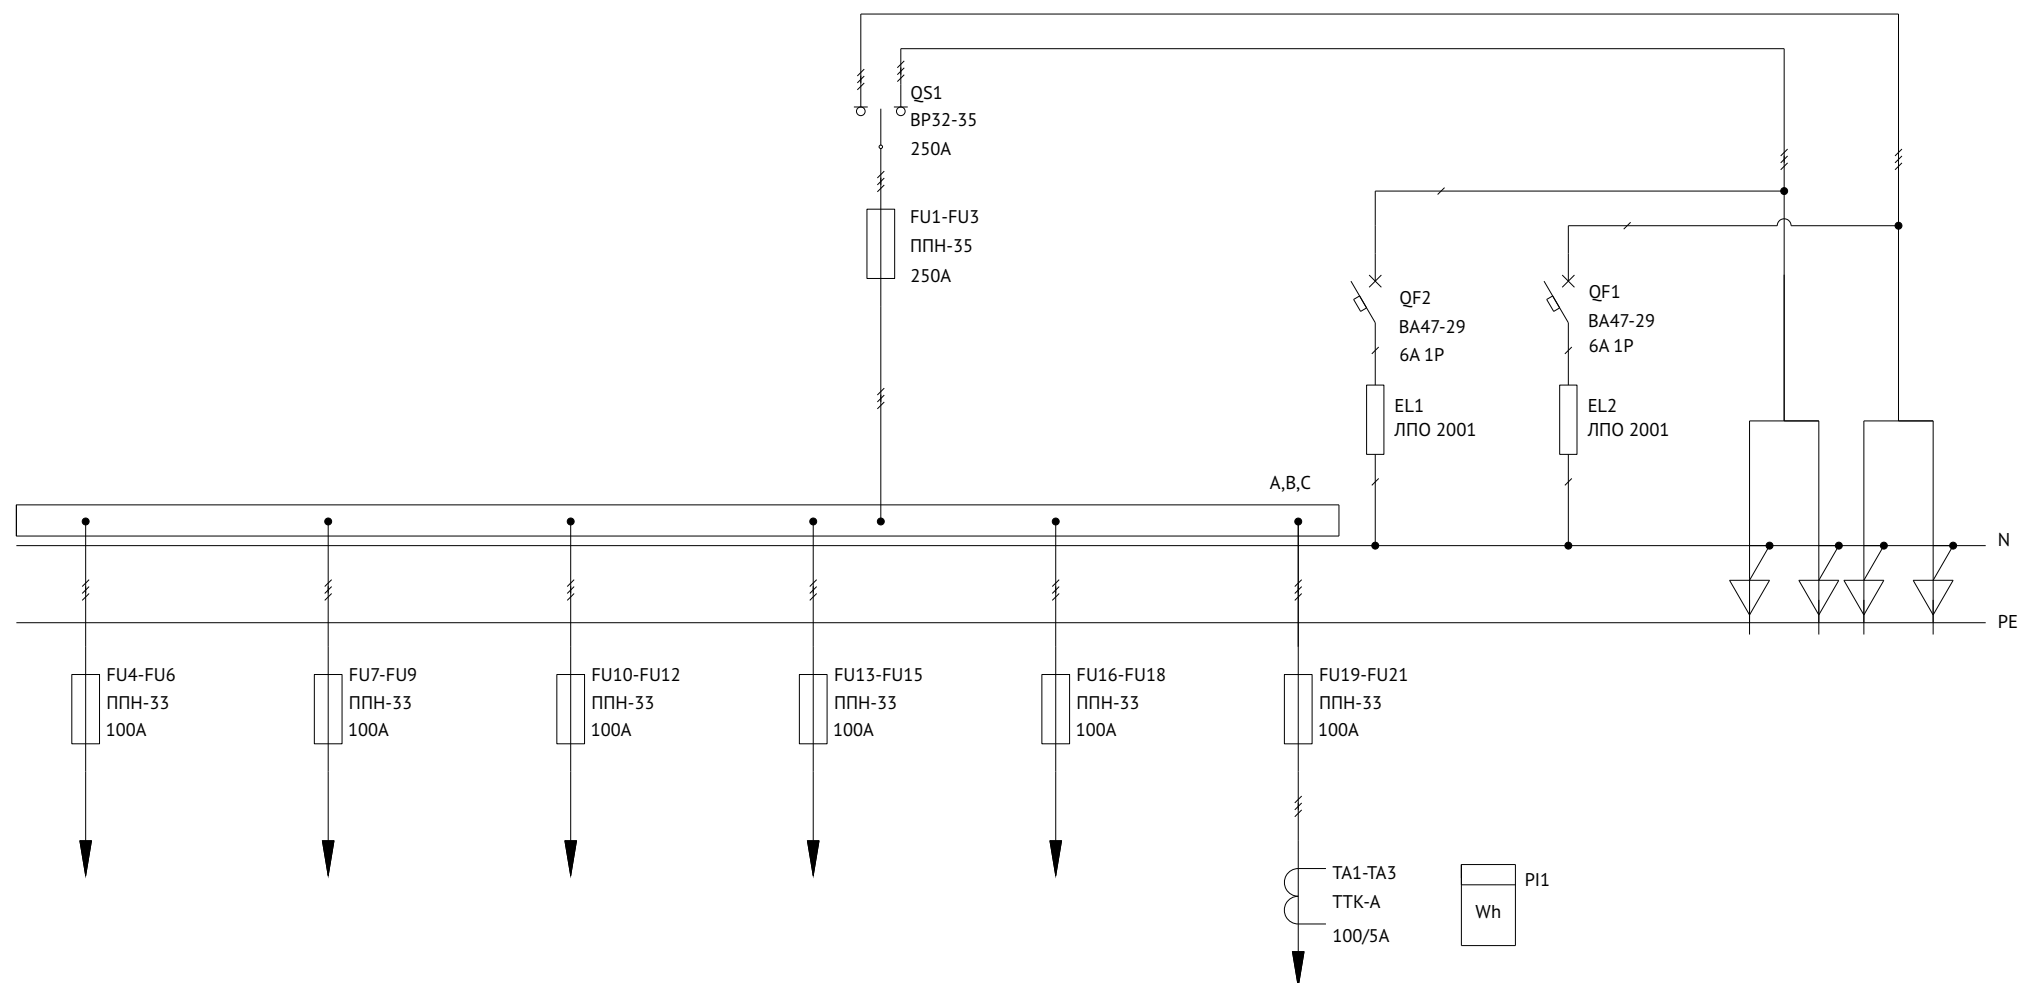 QS1
ВР32-35
250А
FU1-FU3
ППН-35
250А
QF2
ВА47-29
6А 1Р
QF1
ВА47-29
6А 1Р
EL1
ЛПО 2001
EL2
ЛПО 2001
A,B,C
N
PE
FU4-FU6
ППН-33
100А
FU7-FU9
ППН-33
100А
FU10-FU12
ППН-33
100А
FU13-FU15
ППН-33
100А
FU16-FU18
ППН-33
100А
FU19-FU21
ППН-33
100А
TA1-TA3
ТТК-А
100/5А
PI1
Wh